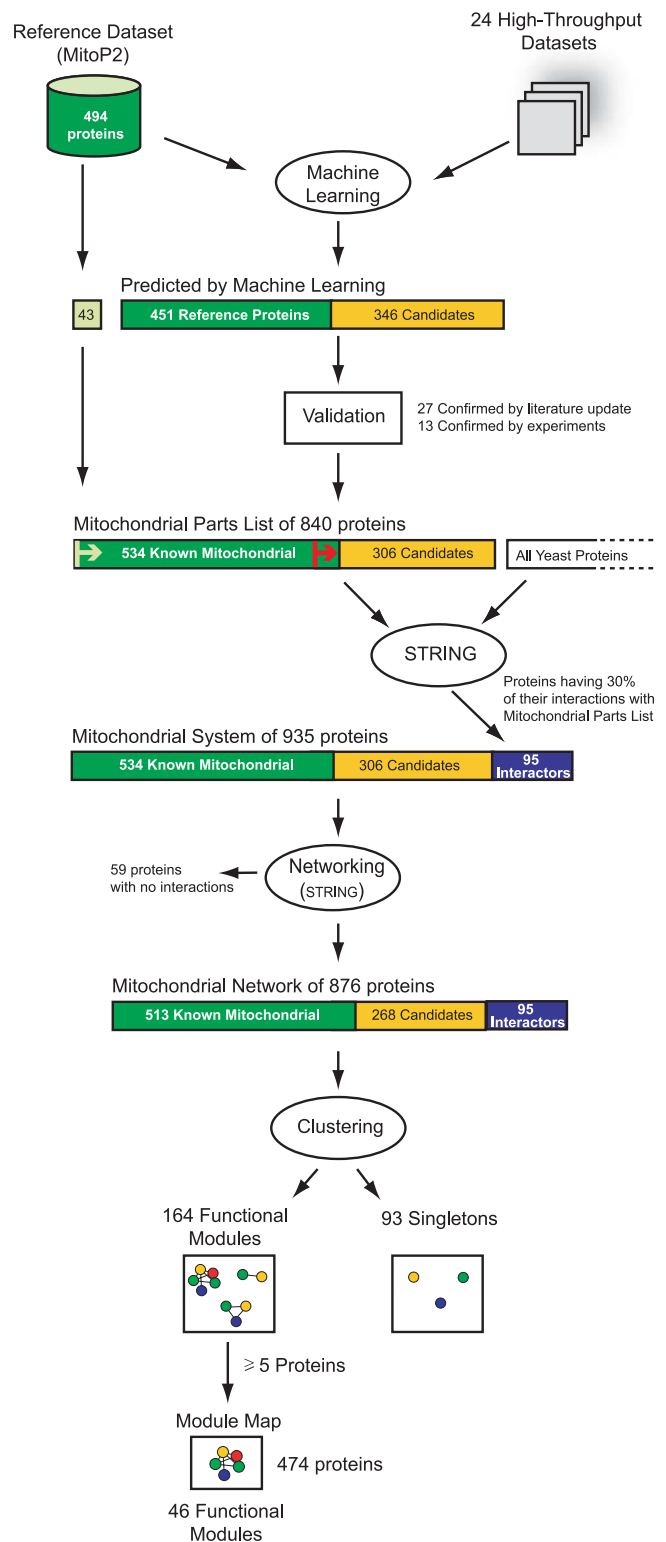 Reference Dataset
(MitoP2)
24 High-Throughput
Datasets
494
proteins
Machine
Learning
Predicted by Machine Learning
43
451 Reference Proteins
346 Candidates
Validation
27 Confirmed by literature update
13 Confirmed by experiments
Mitochondrial Parts List of 840 proteins
534 Known Mitochondrial
306 Candidates
All Yeast Proteins
STRING
Proteins having 30%
of their interactions with
Mitochondrial Parts List
Mitochondrial System of 935 proteins
534 Known Mitochondrial
306 Candidates
95
Interactors
59 proteins
with no interactions
Networking
(STRING)
Mitochondrial Network of 876 proteins
513 Known Mitochondrial
268 Candidates
95
Interactors
Clustering
164 Functional
Modules
93 Singletons
⩾ 5 Proteins
Module Map
474 proteins
46 Functional
Modules